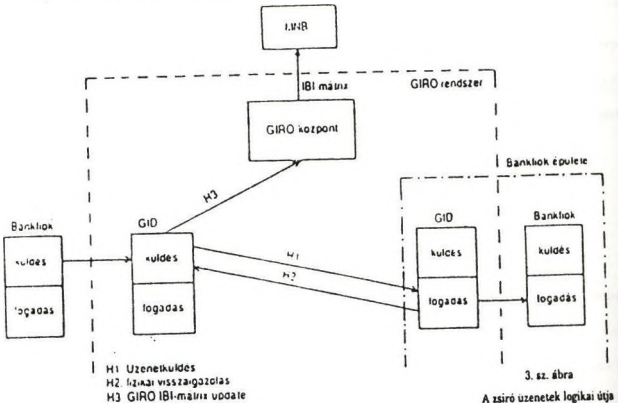 MNB
IBI mátrix
GIRO rendszer
GIRO központ
Bankfiók épülete
H3
Bankfiók
GID
GID
Bankfiók
küldés
küldés
küldés
küldés
H1
H2
fogadás
fogadás
fogadás
fogadás
H1 Üzenetküldés
H2. fizikai visszaigazolás
H3 GIRO IBI-mátrix update
3. sz. ábra
A zsiró üzenetek logikai útja